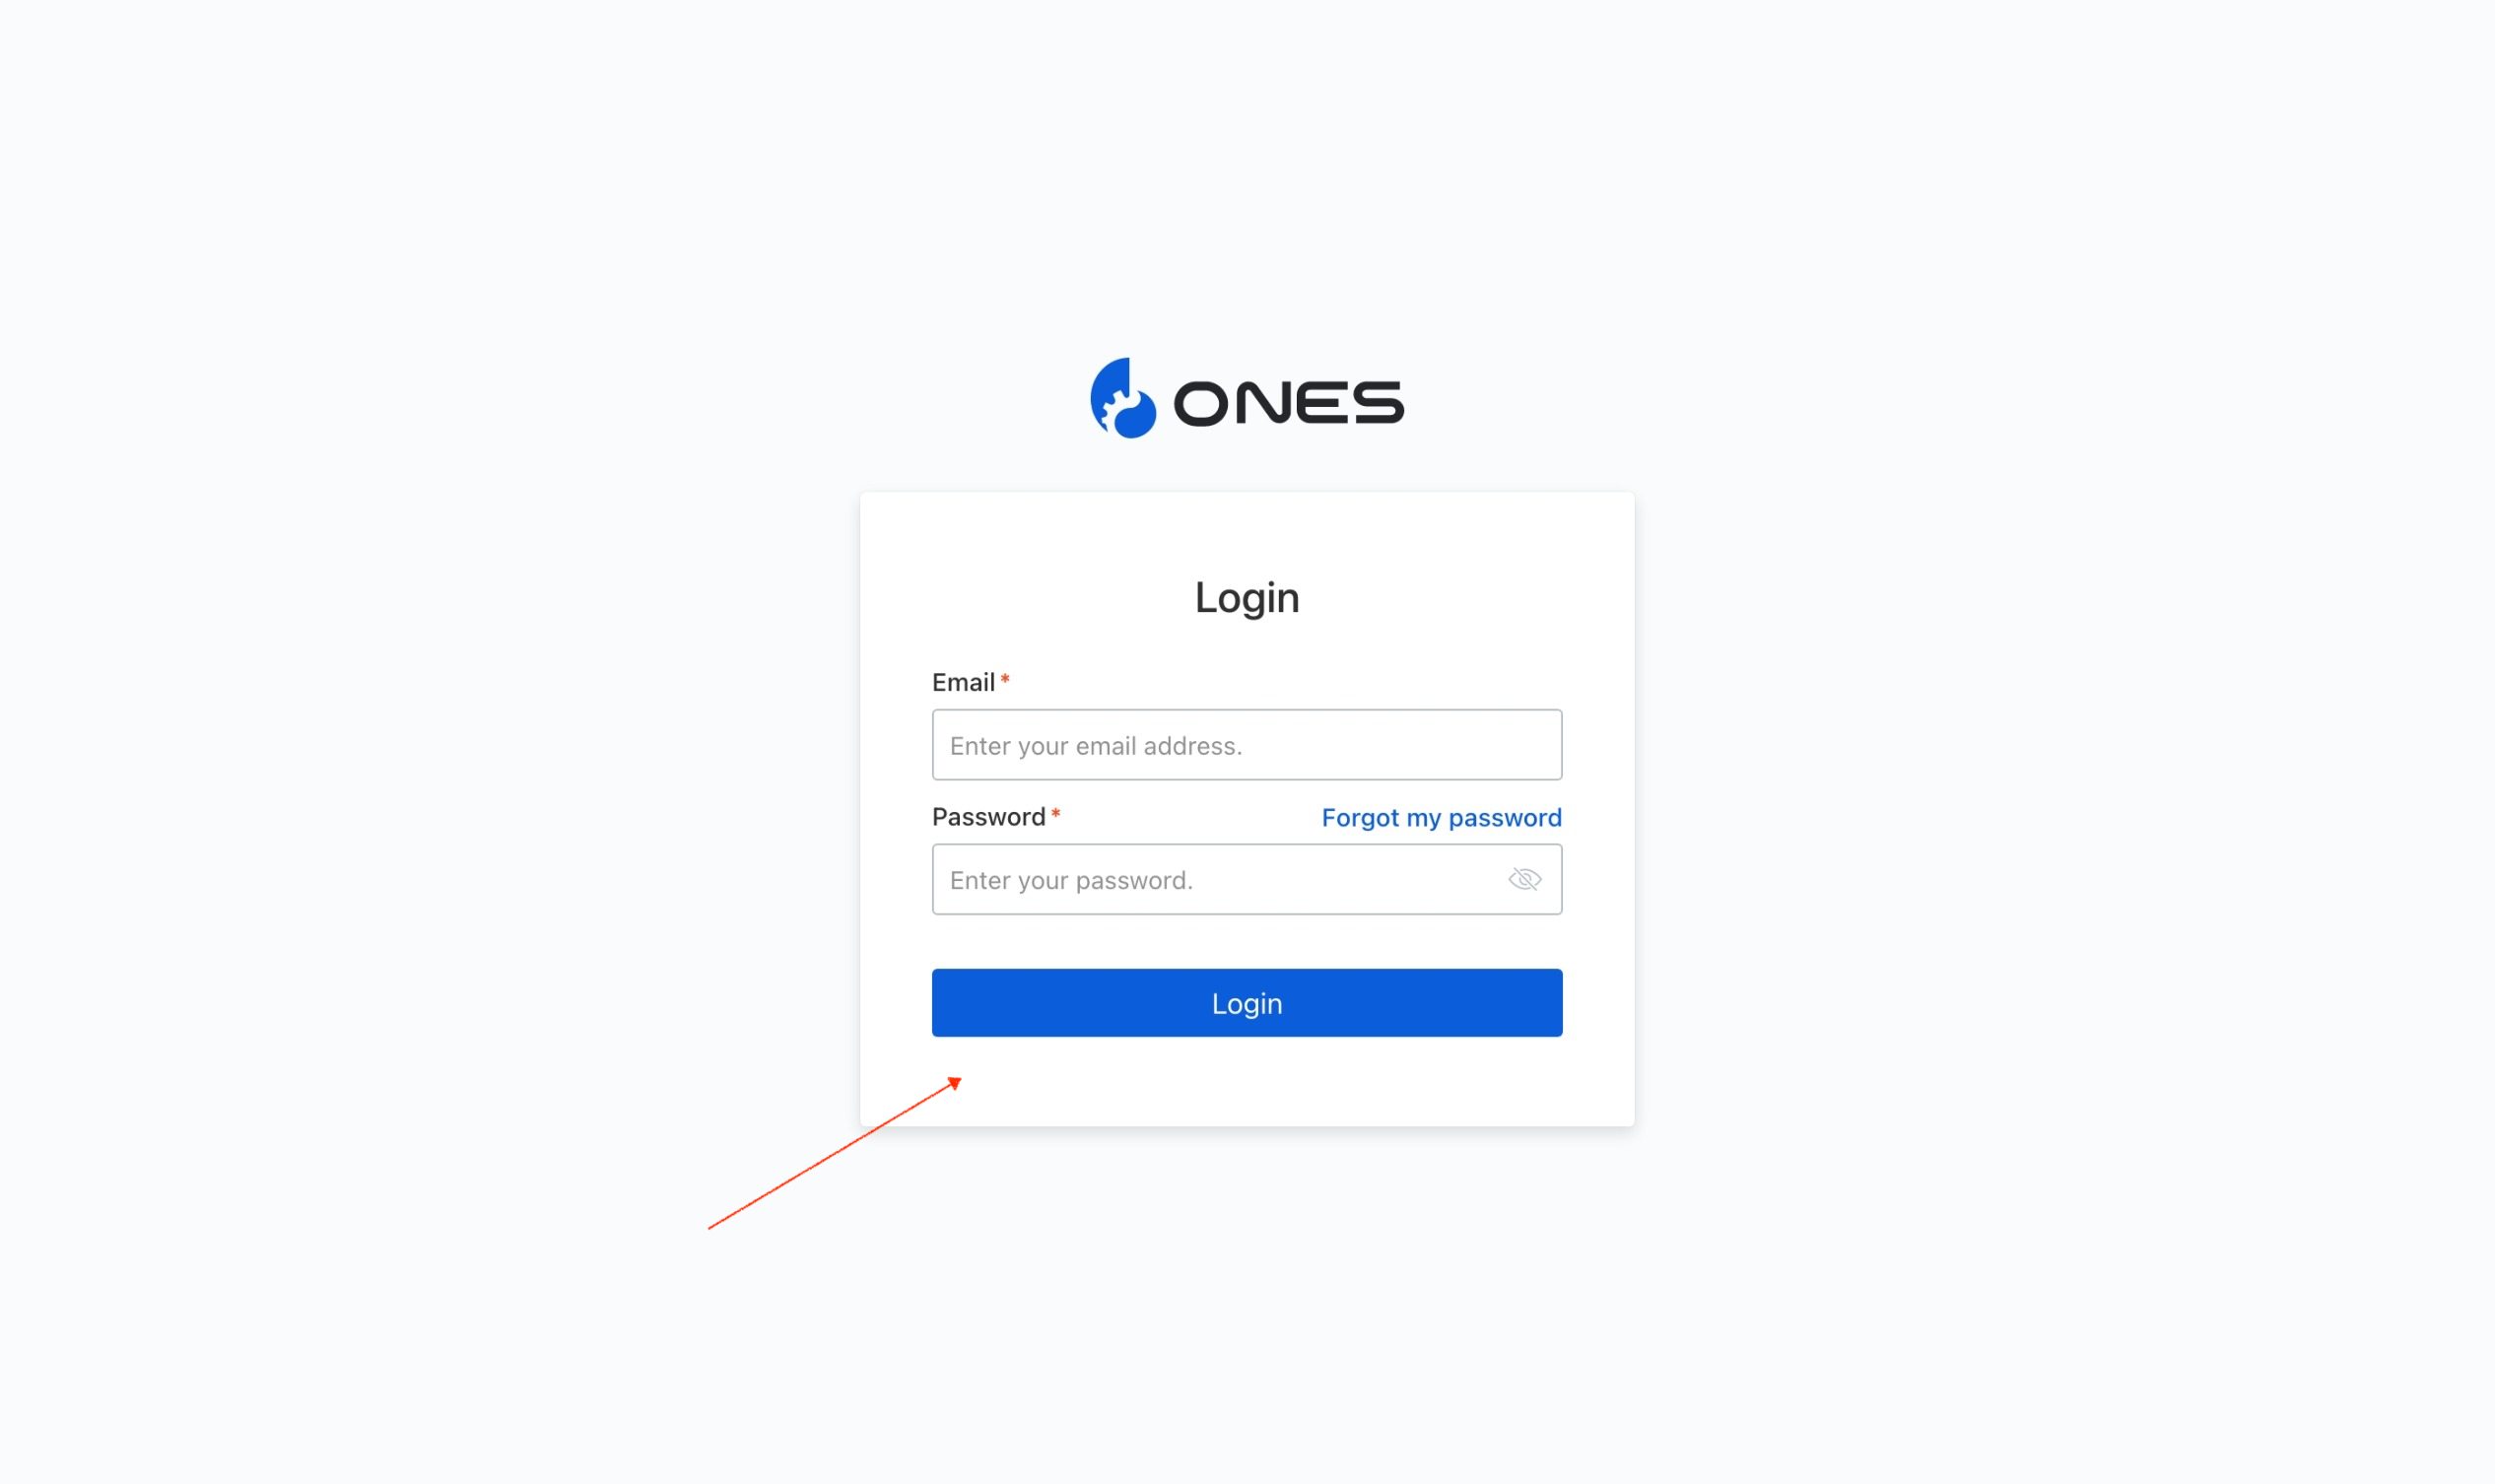 ONES
Login
Email *
Enter your email address.
Password * Forgot my password
Enter your password.
Login